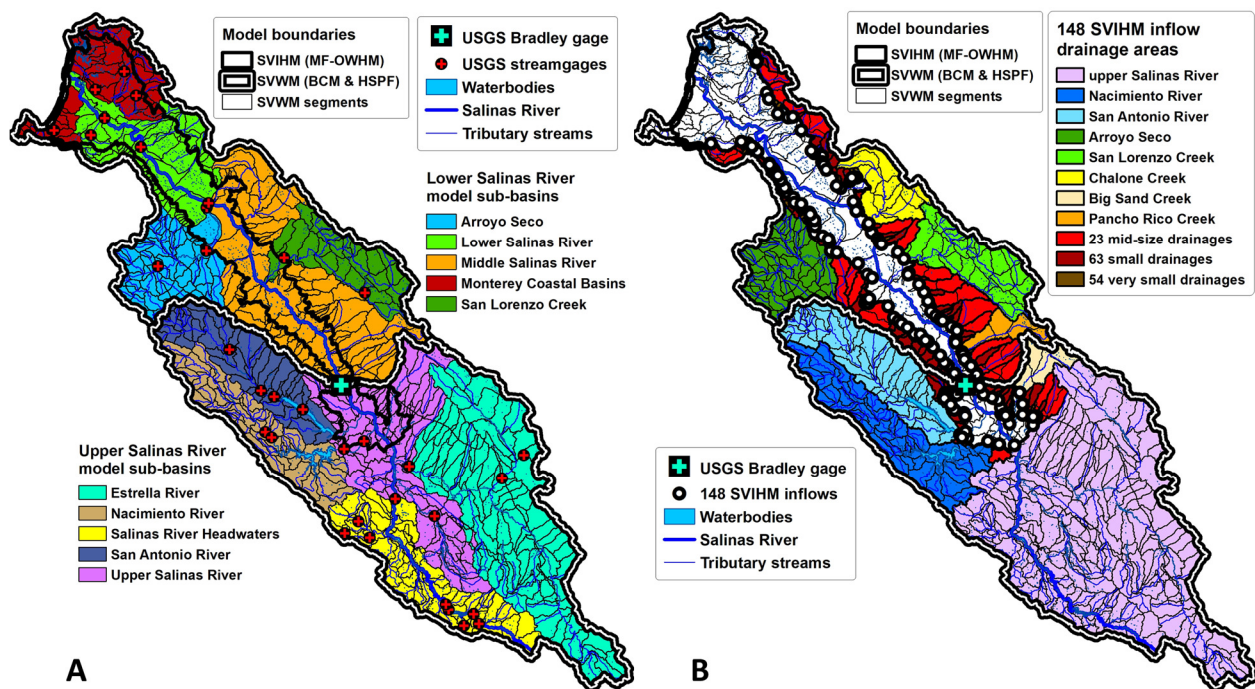 Model boundaries
SVIHM (MF-OWHM)
SVWM (BCM & HSPF)
SVWM segments
USGS Bradley gage
USGS streamgages
Waterbodies
Salinas River
Tributary streams
Lower Salinas River
model sub-basins
Arroyo Seco
Lower Salinas River
Middle Salinas River
Monterey Coastal Basins
San Lorenzo Creek
Upper Salinas River
model sub-basins
Estrella River
Nacimiento River
Salinas River Headwaters
San Antonio River
Upper Salinas River
A
Model boundaries
SVIHM (MF-OWHM)
SVWM (BCM & HSPF)
SVWM segments
148 SVIHM inflow
drainage areas
upper Salinas River
Nacimiento River
San Antonio River
Arroyo Seco
San Lorenzo Creek
Chalone Creek
Big Sand Creek
Pancho Rico Creek
23 mid-size drainages
63 small drainages
54 very small drainages
USGS Bradley gage
148 SVIHM inflows
Waterbodies
Salinas River
Tributary streams
B